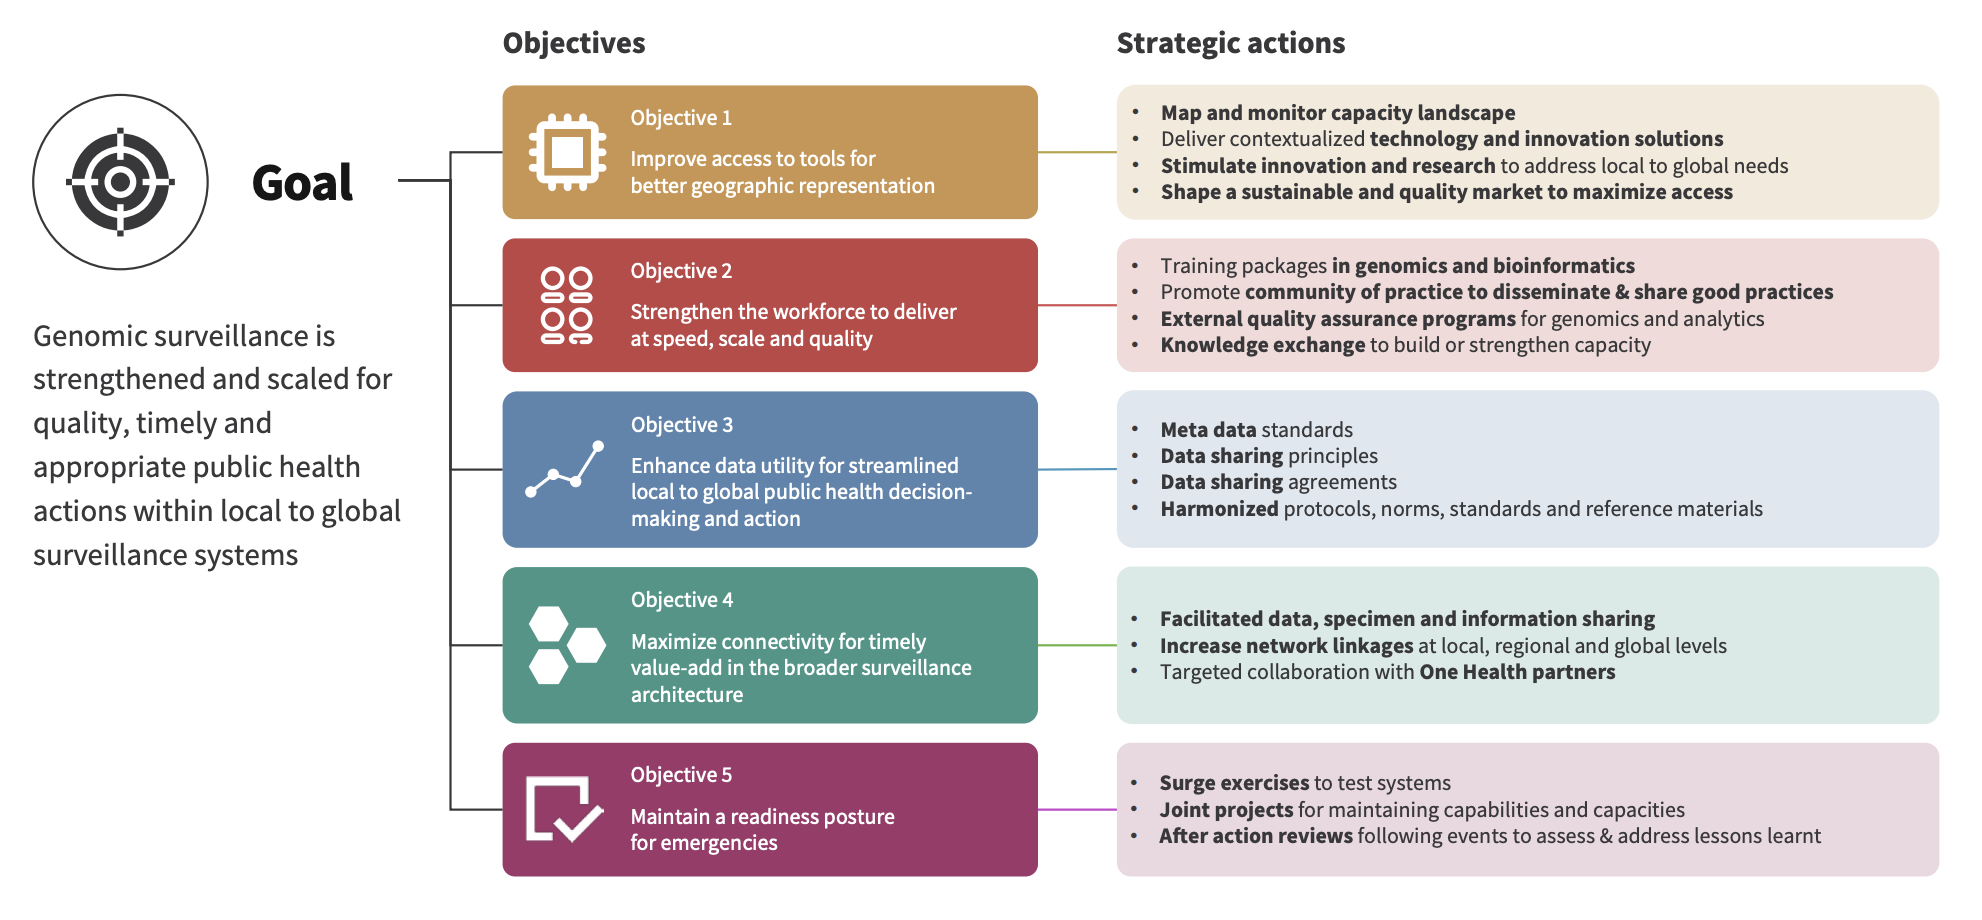 Goal
Genomic surveillance is
strengthened and scaled for
quality, timely and
appropriate public health
actions within local to global
surveillance systems
Objectives
Strategic actions
Objective 1
Improve access to tools for
better geographic representation
• Map and monitor capacity landscape
• Deliver contextualized technology and innovation solutions
• Stimulate innovation and research to address local to global needs
• Shape a sustainable and quality market to maximize access
Objective 2
Strengthen the workforce to deliver
at speed, scale and quality
• Training packages in genomics and bioinformatics
• Promote community of practice to disseminate & share good practices
• External quality assurance programs for genomics and analytics
• Knowledge exchange to build or strengthen capacity
Objective 3
Enhance data utility for streamlined
local to global public health decision-
making and action
• Meta data standards
• Data sharing principles
• Data sharing agreements
• Harmonized protocols, norms, standards and reference materials
Objective 4
Maximize connectivity for timely
value-add in the broader surveillance
architecture
• Facilitated data, specimen and information sharing
• Increase network linkages at local, regional and global levels
• Targeted collaboration with One Health partners
Objective 5
Maintain a readiness posture
for emergencies
• Surge exercises to test systems
• Joint projects for maintaining capabilities and capacities
• After action reviews following events to assess & address lessons learnt